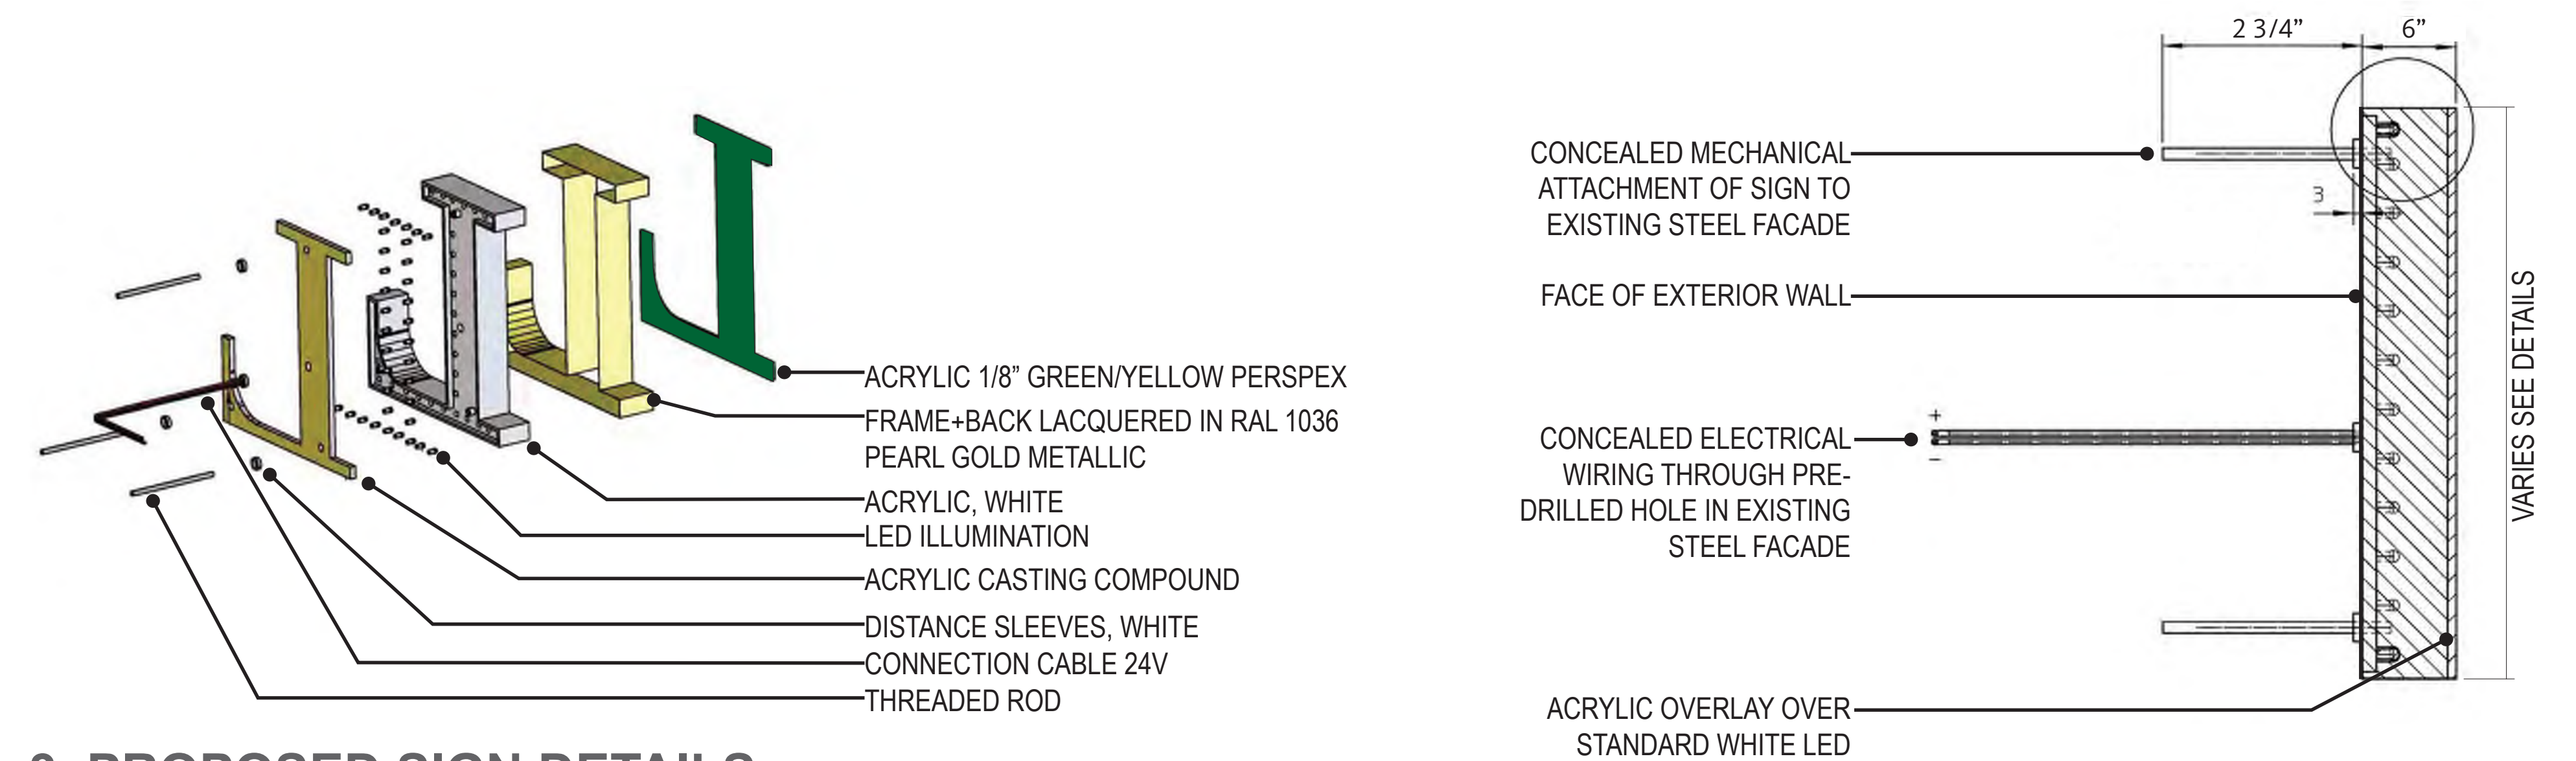 ACRYLIC 1/8” GREEN/YELLOW PERSPEX
FRAME+BACK LACQUERED IN RAL 1036
PEARL GOLD METALLIC
ACRYLIC, WHITE
LED ILLUMINATION
ACRYLIC CASTING COMPOUND
DISTANCE SLEEVES, WHITE
CONNECTION CABLE 24V
THREADED ROD
2 3/4”
6”
CONCEALED MECHANICAL
ATTACHMENT OF SIGN TO
EXISTING STEEL FACADE
3
FACE OF EXTERIOR WALL
CONCEALED ELECTRICAL
WIRING THROUGH PRE-
DRILLED HOLE IN EXISTING
STEEL FACADE
+
–
VARIES SEE DETAILS
ACRYLIC OVERLAY OVER
STANDARD WHITE LED
PROPOSED SIGN DETAILS